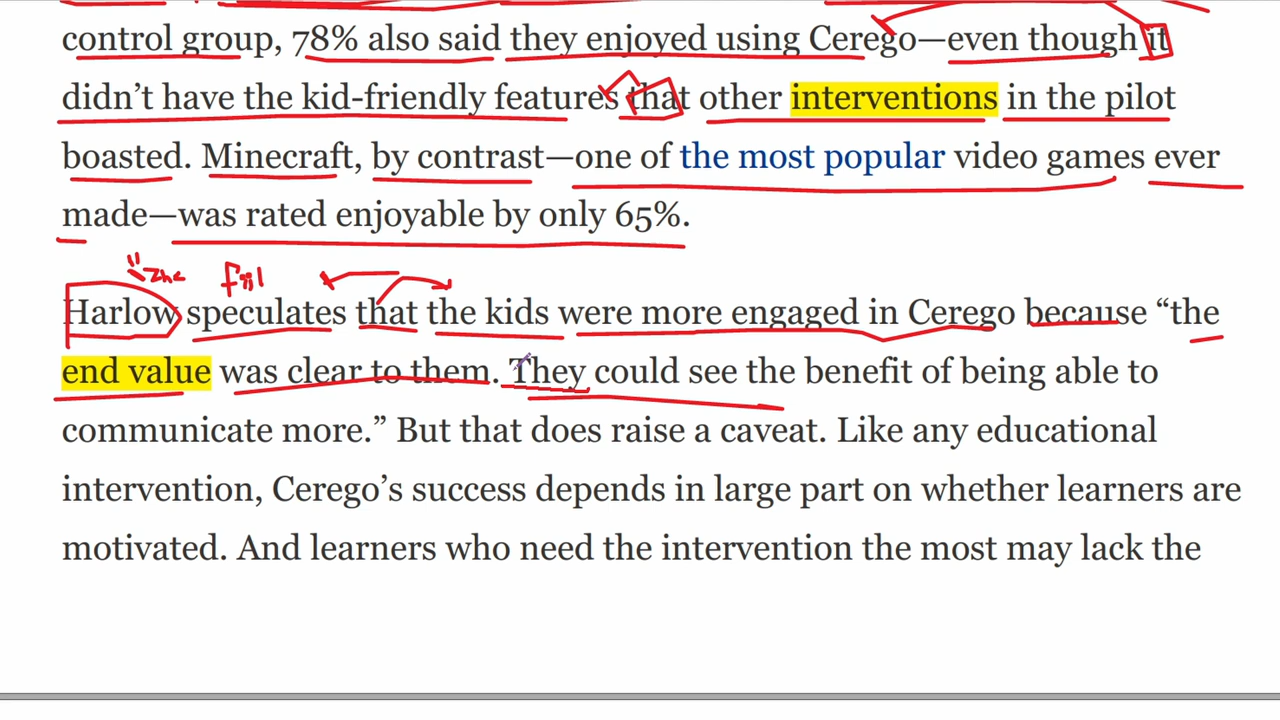 control group, 78% also said they enjoyed using Cerego—even though it
didn’t have the kid-friendly features that other interventions in the pilot
boasted. Minecraft, by contrast—one of the most popular video games ever
made—was rated enjoyable by only 65%.
fiil
Harlow speculates that the kids were more engaged in Cerego because “the
end value was clear to them. They could see the benefit of being able to
communicate more.” But that does raise a caveat. Like any educational
intervention, Cerego’s success depends in large part on whether learners are
motivated. And learners who need the intervention the most may lack the